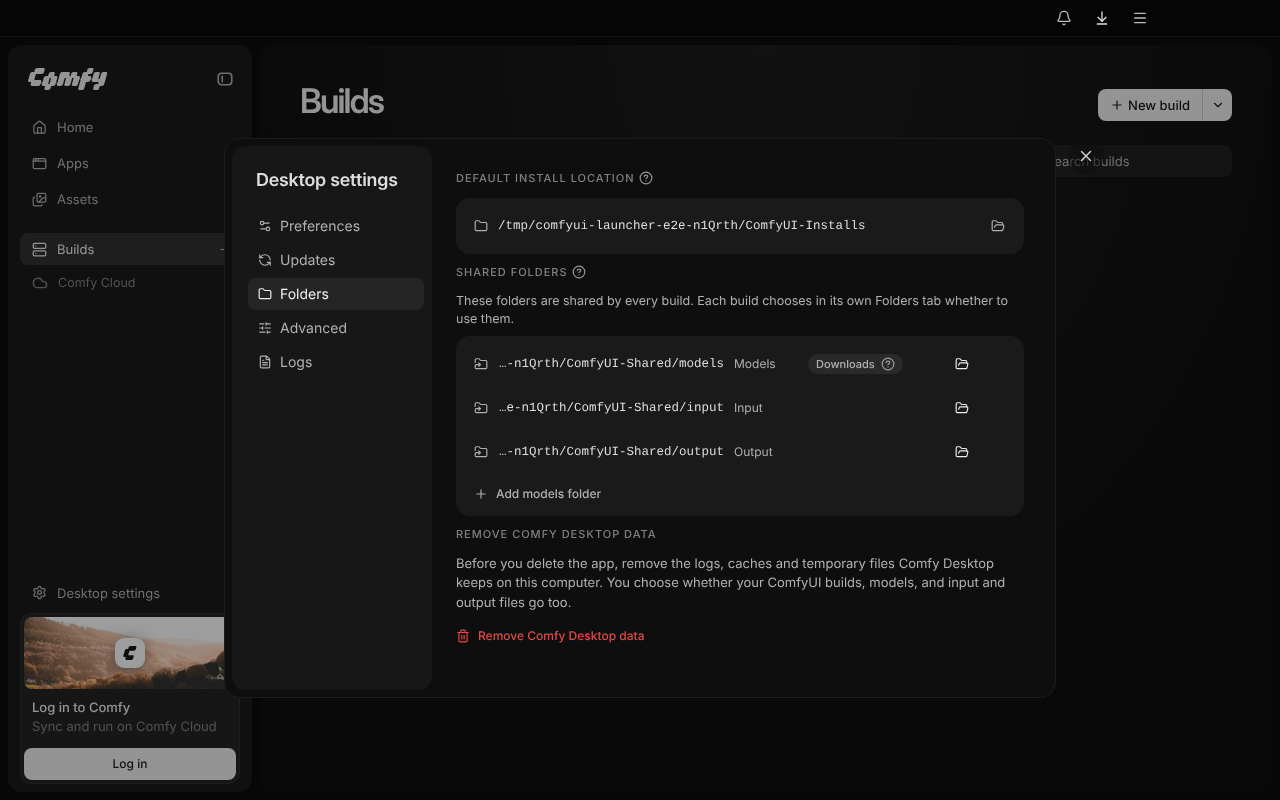 Comfy
Home
Apps
Assets
Builds
Comfy Cloud
Desktop settings
Log in to Comfy
Sync and run on Comfy Cloud
Log in
Builds
New build
earch builds
Desktop settings
Preferences
Updates
Folders
Advanced
Logs
DEFAULT INSTALL LOCATION
/tmp/comfyui-launcher-e2e-n1Qrth/ComfyUI-Installs
SHARED FOLDERS
These folders are shared by every build. Each build chooses in its own Folders tab whether to
use them.
…-n1Qrth/ComfyUI-Shared/models Models Downloads
…e-n1Qrth/ComfyUI-Shared/input Input
…-n1Qrth/ComfyUI-Shared/output Output
Add models folder
REMOVE COMFY DESKTOP DATA
Before you delete the app, remove the logs, caches and temporary files Comfy Desktop
keeps on this computer. You choose whether your ComfyUI builds, models, and input and
output files go too.
Remove Comfy Desktop data